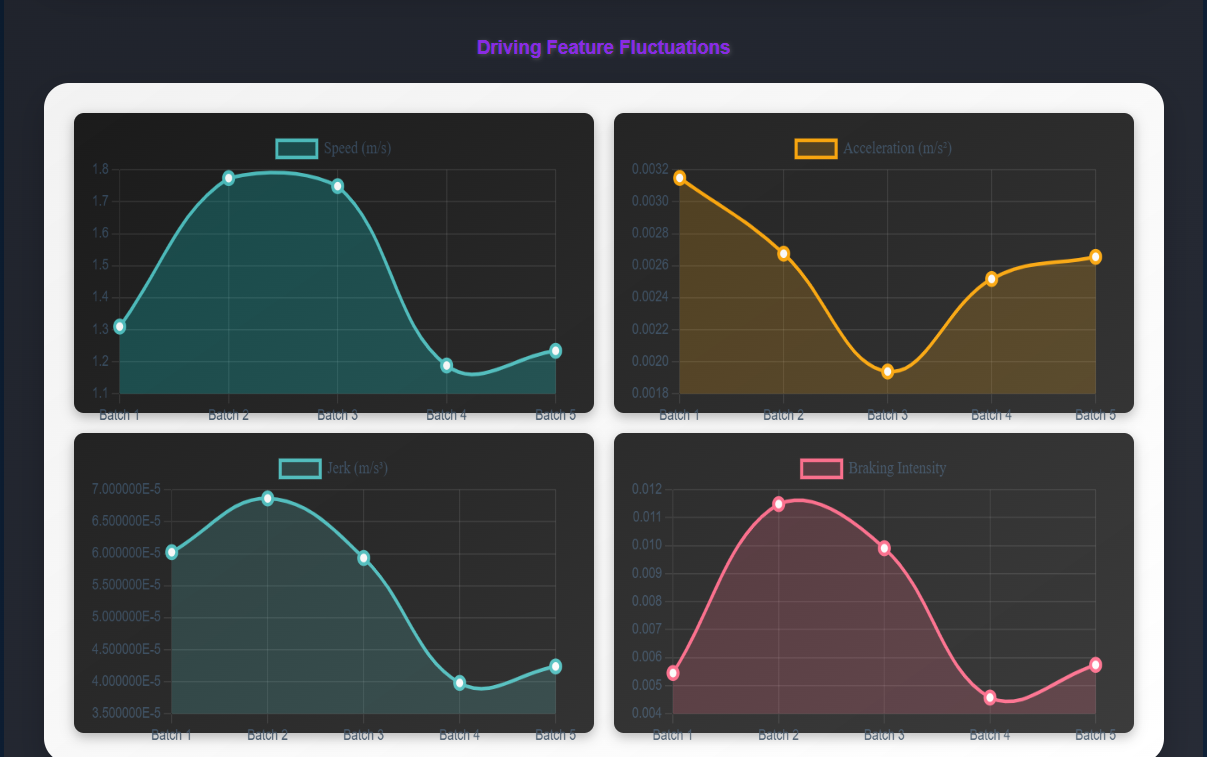 Driving Feature Fluctuations
Speed (m/s)
1.8
1.7
1.6
1.5
1.4
1.3
1.2
1.1
Batch 1 Batch 2 Batch 3 Batch 4 Batch 5
Acceleration (m/s²)
0.0032
0.0030
0.0028
0.0026
0.0024
0.0022
0.0020
0.0018
Batch 1 Batch 2 Batch 3 Batch 4 Batch 5
Jerk (m/s³)
7.000000E-5
6.500000E-5
6.000000E-5
5.500000E-5
5.000000E-5
4.500000E-5
4.000000E-5
3.500000E-5
Batch 1 Batch 2 Batch 3 Batch 4 Batch 5
Braking Intensity
0.012
0.011
0.010
0.009
0.008
0.007
0.006
0.005
0.004
Batch 1 Batch 2 Batch 3 Batch 4 Batch 5